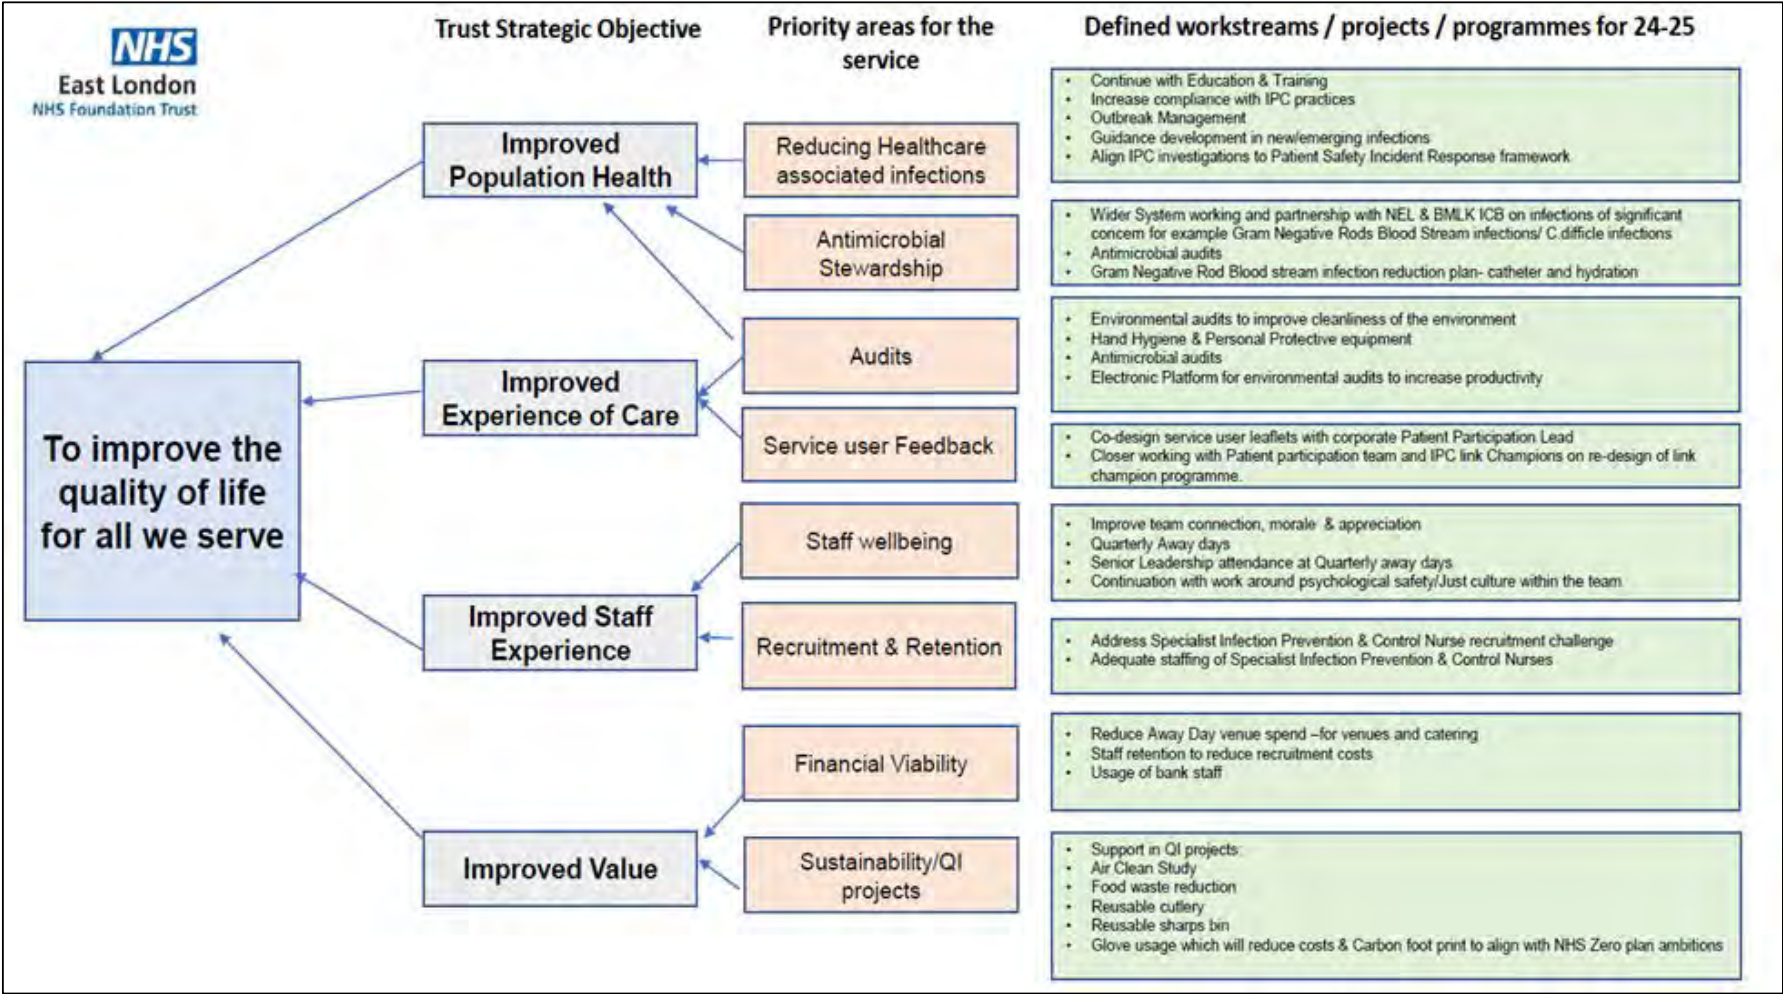 NHS
East London
NHS Foundation Trust
Trust Strategic Objective
Priority areas for the
service
Defined workstreams / projects / programmes for 24-25
To improve the
quality of life
for all we serve
Improved
Population Health
Improved
Experience of Care
Improved Staff
Experience
Improved Value
Reducing Healthcare
associated infections
Antimicrobial
Stewardship
Audits
Service user Feedback
Staff wellbeing
Recruitment & Retention
Financial Viability
Sustainability/QI
projects
• Continue with Education & Training
• Increase compliance with IPC practices
• Outbreak Management
• Guidance development in new/emerging infections
• Align IPC investigations to Patient Safety Incident Response framework
• Wider System working and partnership with NEL & BMLK ICB on infections of significant
concern for example Gram Negative Rods Blood Stream infections/ C.difficle infections
• Antimicrobial audits
• Gram Negative Rod Blood stream infection reduction plan- catheter and hydration
• Environmental audits to improve cleanliness of the environment
• Hand Hygiene & Personal Protective equipment
• Antimicrobial audits
• Electronic Platform for environmental audits to increase productivity
• Co-design service user leaflets with corporate Patient Participation Lead
• Closer working with Patient participation team and IPC link Champions on re-design of link
champion programme.
• Improve team connection, morale & appreciation
• Quarterly Away days
• Senior Leadership attendance at Quarterly away days
• Continuation with work around psychological safety/Just culture within the team
• Address Specialist Infection Prevention & Control Nurse recruitment challenge
• Adequate staffing of Specialist Infection Prevention & Control Nurses
• Reduce Away Day venue spend –for venues and catering
• Staff retention to reduce recruitment costs
• Usage of bank staff
• Support in QI projects
• Air Clean Study
• Food waste reduction
• Reusable cutlery
• Reusable sharps bin
• Glove usage which will reduce costs & Carbon foot print to align with NHS Zero plan ambitions